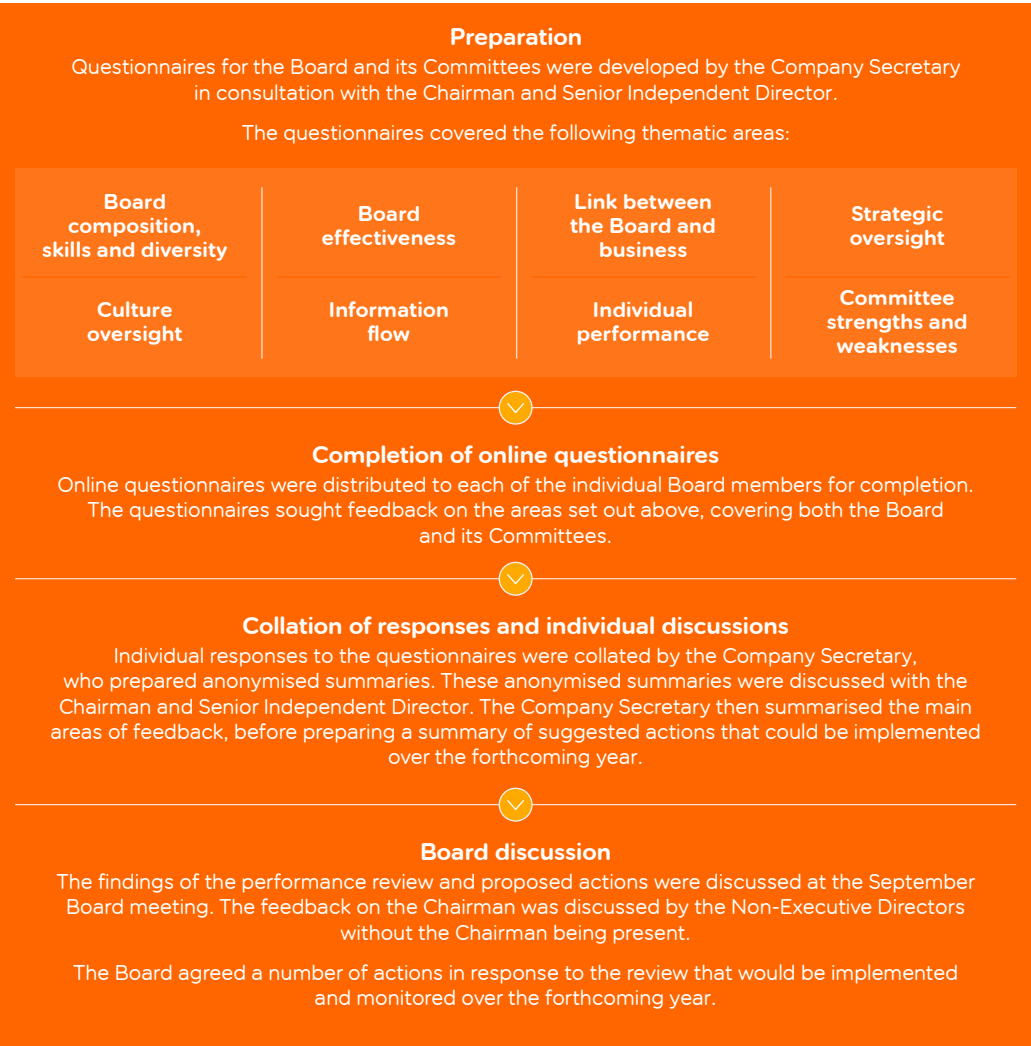 Preparation
Questionnaires for the Board and its Committees were developed by the Company Secretary
in consultation with the Chairman and Senior Independent Director.
The questionnaires covered the following thematic areas:
Board
composition,
skills and diversity
Board
effectiveness
Link between
the Board and
business
Strategic
oversight
Culture
oversight
Information
flow
Individual
performance
Committee
strengths and
weaknesses
Completion of online questionnaires
Online questionnaires were distributed to each of the individual Board members for completion.
The questionnaires sought feedback on the areas set out above, covering both the Board
and its Committees.
Collation of responses and individual discussions
Individual responses to the questionnaires were collated by the Company Secretary,
who prepared anonymised summaries. These anonymised summaries were discussed with the
Chairman and Senior Independent Director. The Company Secretary then summarised the main
areas of feedback, before preparing a summary of suggested actions that could be implemented
over the forthcoming year.
Board discussion
The findings of the performance review and proposed actions were discussed at the September
Board meeting. The feedback on the Chairman was discussed by the Non-Executive Directors
without the Chairman being present.
The Board agreed a number of actions in response to the review that would be implemented
and monitored over the forthcoming year.